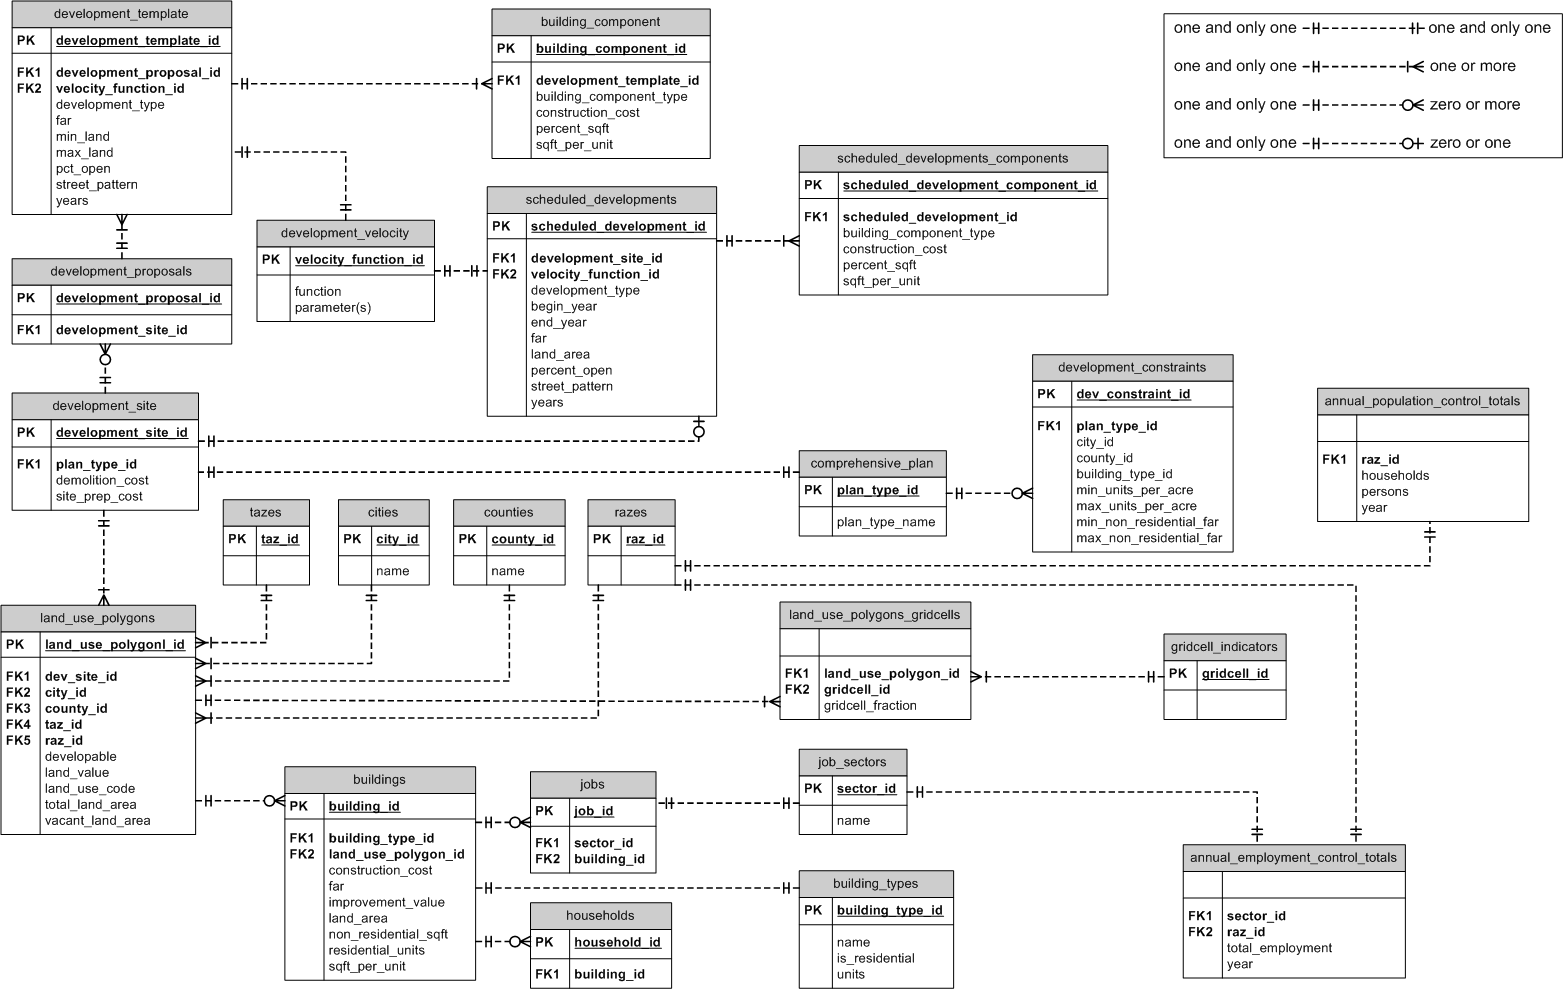 development_template
PK development_template_id
FK1 development_proposal_id
FK2 velocity_function_id
development_type
far
min_land
max_land
pct_open
street_pattern
years
building_component
PK building_component_id
FK1 development_template_id
building_component_type
construction_cost
percent_sqft
sqft_per_unit
one and only one one and only one
one and only one one or more
one and only one zero or more
one and only one zero or one
scheduled_developments_components
PK scheduled_development_component_id
FK1 scheduled_development_id
building_component_type
construction_cost
percent_sqft
sqft_per_unit
scheduled_developments
PK scheduled_development_id
FK1 development_site_id
FK2 velocity_function_id
development_type
begin_year
end_year
far
land_area
percent_open
street_pattern
years
development_velocity
PK velocity_function_id
function
parameter(s)
development_proposals
PK development_proposal_id
FK1 development_site_id
development_site
PK development_site_id
FK1 plan_type_id
demolition_cost
site_prep_cost
comprehensive_plan
PK plan_type_id
plan_type_name
development_constraints
PK dev_constraint_id
FK1 plan_type_id
city_id
county_id
building_type_id
min_units_per_acre
max_units_per_acre
min_non_residential_far
max_non_residential_far
annual_population_control_totals
FK1 raz_id
households
persons
year
tazes
PK taz_id
cities
PK city_id
name
counties
PK county_id
name
razes
PK raz_id
land_use_polygons
PK land_use_polygonl_id
FK1 dev_site_id
FK2 city_id
FK3 county_id
FK4 taz_id
FK5 raz_id
developable
land_value
land_use_code
total_land_area
vacant_land_area
land_use_polygons_gridcells
FK1 land_use_polygon_id
FK2 gridcell_id
gridcell_fraction
gridcell_indicators
PK gridcell_id
buildings
PK building_id
FK1 building_type_id
FK2 land_use_polygon_id
construction_cost
far
improvement_value
land_area
non_residential_sqft
residential_units
sqft_per_unit
jobs
PK job_id
FK1 sector_id
FK2 building_id
job_sectors
PK sector_id
name
households
PK household_id
FK1 building_id
building_types
PK building_type_id
name
is_residential
units
annual_employment_control_totals
FK1 sector_id
FK2 raz_id
total_employment
year